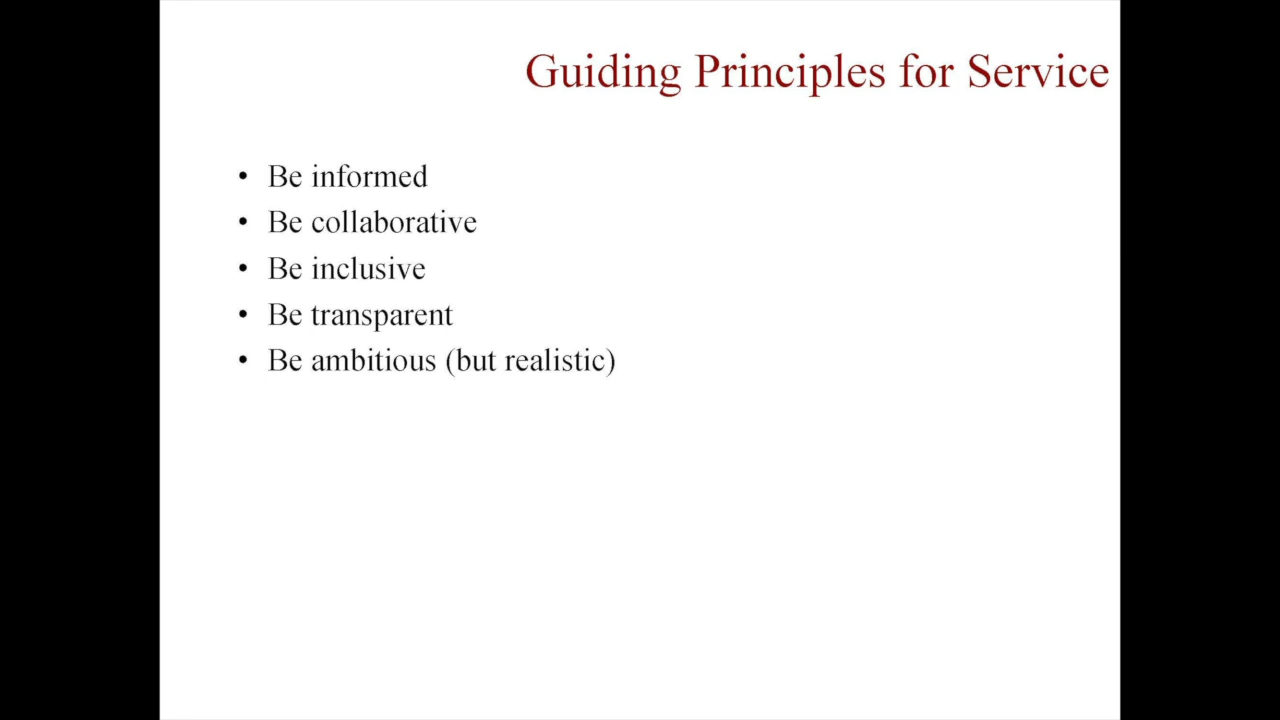 Guiding Principles for Service
• Be informed
• Be collaborative
• Be inclusive
• Be transparent
• Be ambitious (but realistic)